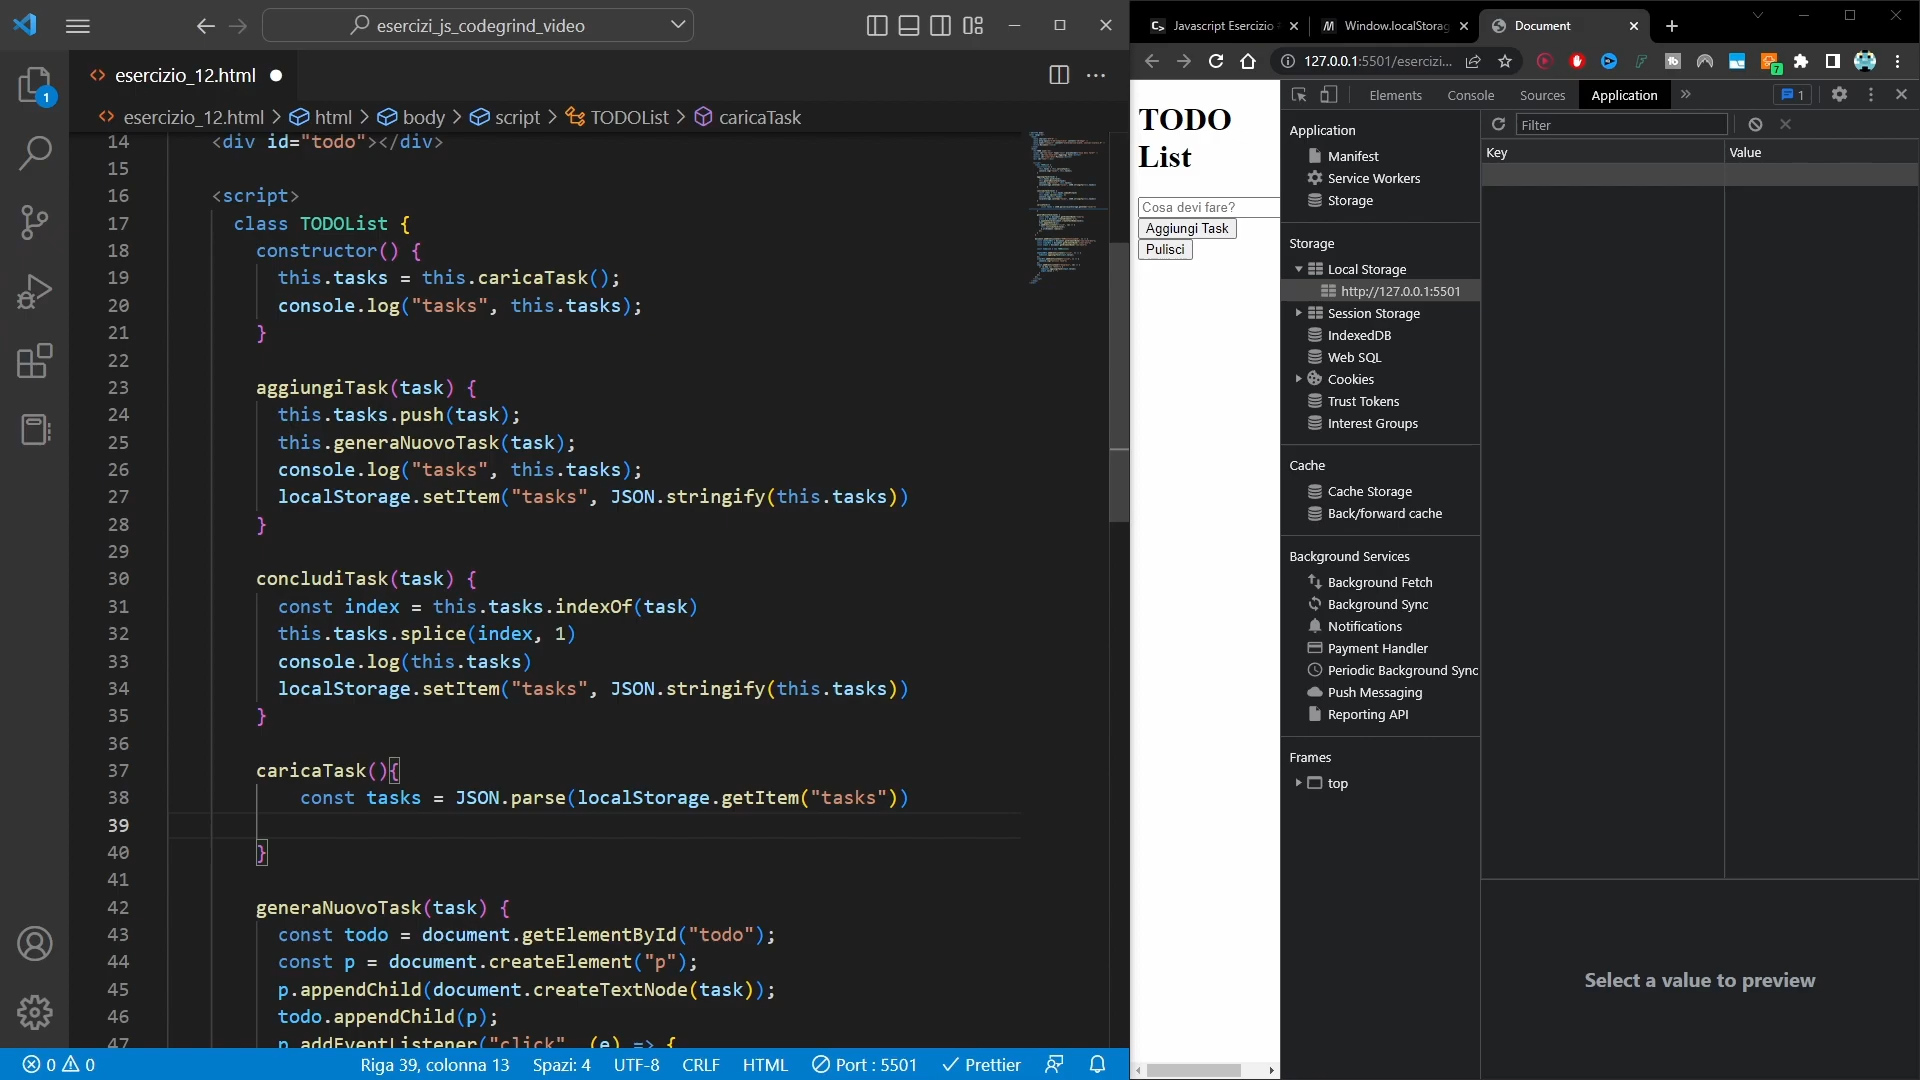 esercizi_js_codegrind_video
esercizio_12.html
esercizio_12.html > html > body > script > TODOList > caricaTask
1
14 <div id="todo"></div>
15
16 <script>
17 class TODOList {
18 constructor() {
19 this.tasks = this.caricaTask();
20 console.log("tasks", this.tasks);
21 }
22
23 aggiungiTask(task) {
24 this.tasks.push(task);
25 this.generaNuovoTask(task);
26 console.log("tasks", this.tasks);
27 localStorage.setItem("tasks", JSON.stringify(this.tasks))
28 }
29
30 concludiTask(task) {
31 const index = this.tasks.indexOf(task)
32 this.tasks.splice(index, 1)
33 console.log(this.tasks)
34 localStorage.setItem("tasks", JSON.stringify(this.tasks))
35 }
36
37 caricaTask(){
38 const tasks = JSON.parse(localStorage.getItem("tasks"))
39
40 }
41
42 generaNuovoTask(task) {
43 const todo = document.getElementById("todo");
44 const p = document.createElement("p");
45 p.appendChild(document.createTextNode(task));
46 todo.appendChild(p);
47 p.addEventListener("click", (e) => {
0 0 Riga 39, colonna 13 Spazi: 4 UTF-8 CRLF HTML Port : 5501 Prettier
Javascript Esercizio Window.localStorag Document
127.0.0.1:5501/esercizi...
7
TODO
List
Cosa devi fare?
Aggiungi Task
Pulisci
Elements Console Sources Application 1
Application
Manifest
Service Workers
Storage
Storage
Local Storage
http://127.0.0.1:5501
Session Storage
IndexedDB
Web SQL
Cookies
Trust Tokens
Interest Groups
Cache
Cache Storage
Back/forward cache
Background Services
Background Fetch
Background Sync
Notifications
Payment Handler
Periodic Background Sync
Push Messaging
Reporting API
Frames
top
Filter
Key Value
Select a value to preview